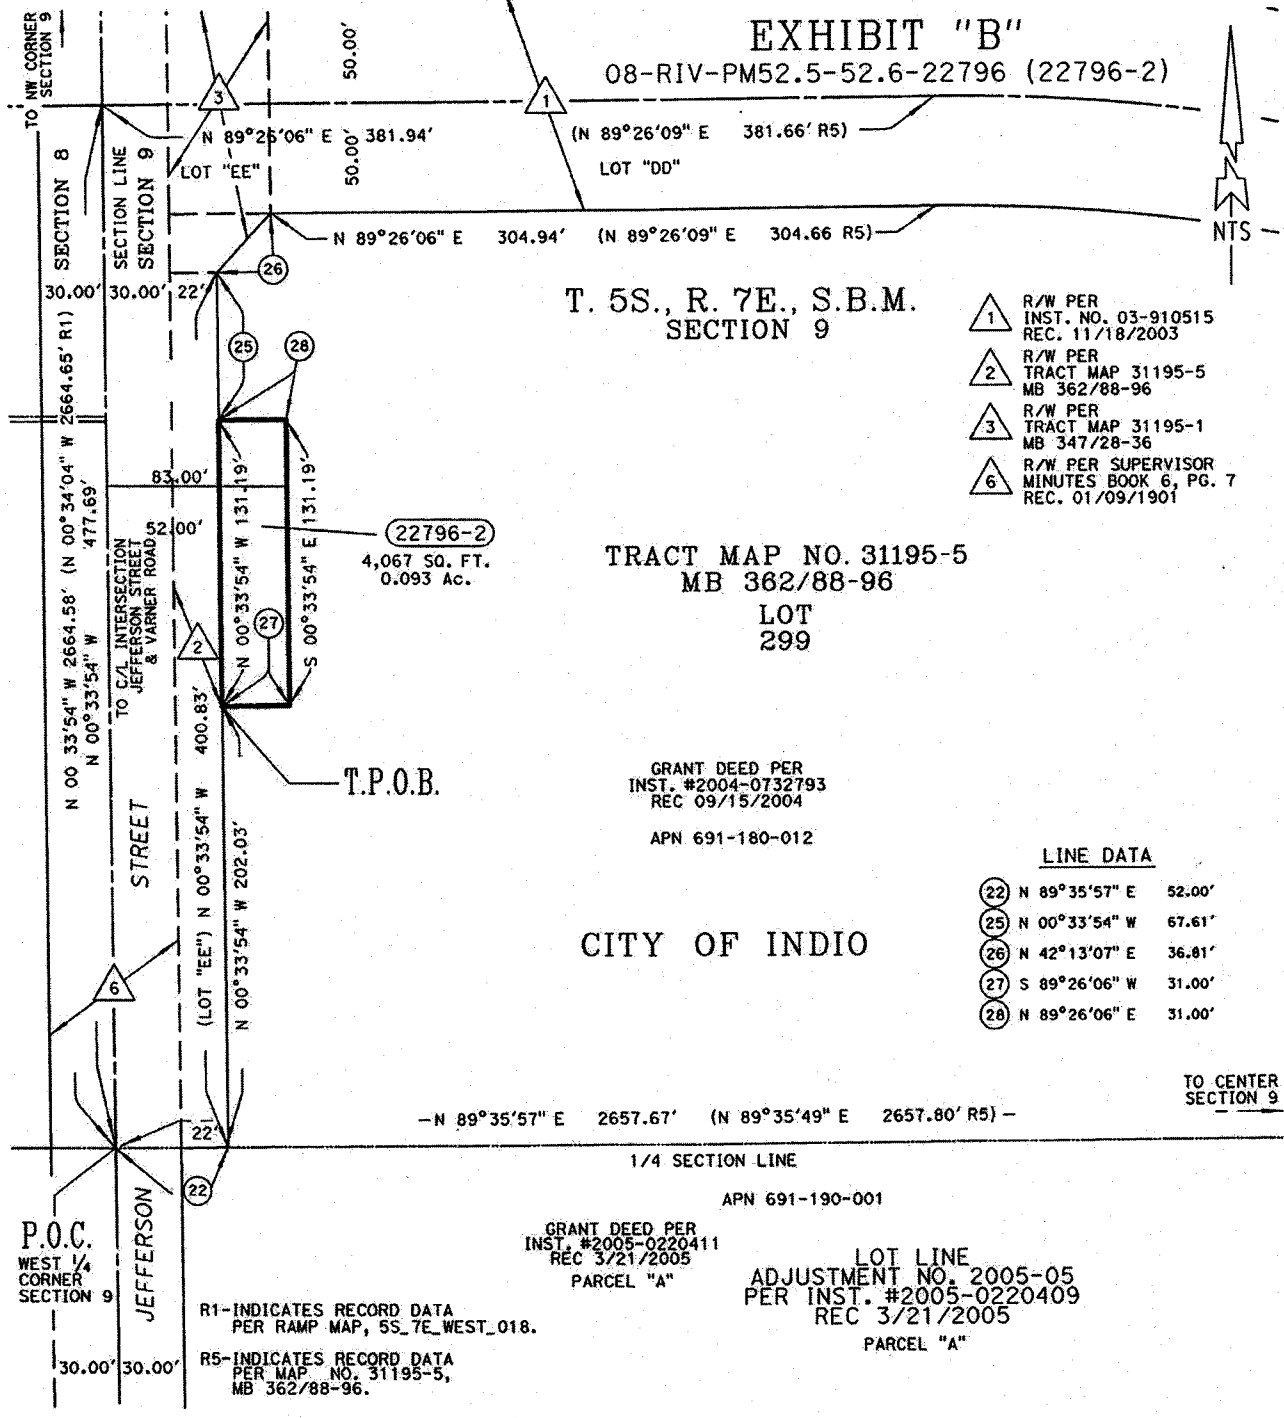 EXHIBIT "B"
08-RIV-PM52.5-52.6-22796 (22796-2)
TO NW CORNER
SECTION 9
50.00'
50.00'
3
1
N 89°26'06" E 381.94'
(N 89°26'09" E 381.66' R5)
LOT "EE"
LOT "DD"
N 89°26'06" E 304.94' (N 89°26'09" E 304.66 R5)
NTS
SECTION 8
SECTION LINE
SECTION 9
26
30.00' 30.00' 22'
T. 5S., R. 7E., S.B.M.
SECTION 9
1 R/W PER
INST. NO. 03-910515
REC. 11/18/2003
2 R/W PER
TRACT MAP 31195-5
MB 362/88-96
3 R/W PER
TRACT MAP 31195-1
MB 347/28-36
6 R/W PER SUPERVISOR
MINUTES BOOK 6, PG. 7
REC. 01/09/1901
25
28
N 00 33'54" W 2664.58' (N 00°34'04" W 2664.65' R1)
N 00°33'54" W 477.69'
TO C/L INTERSECTION
JEFFERSON STREET
& VARNER ROAD
83.00'
52.00'
N 00°33'54" W 131.19'
S 00°33'54" E 131.19'
22796-2
4,067 SQ. FT.
0.093 Ac.
27
2
TRACT MAP NO. 31195-5
MB 362/88-96
LOT
299
T.P.O.B.
GRANT DEED PER
INST. #2004-0732793
REC 09/15/2004
APN 691-180-012
STREET
(LOT "EE") N 00°33'54" W 400.83'
N 00°33'54" W 202.03'
CITY OF INDIO
LINE DATA
22 N 89°35'57" E 52.00'
25 N 00°33'54" W 67.61'
26 N 42°13'07" E 36.81'
27 S 89°26'06" W 31.00'
28 N 89°26'06" E 31.00'
6
TO CENTER
SECTION 9
22'
N 89°35'57" E 2657.67' (N 89°35'49" E 2657.80' R5)
1/4 SECTION LINE
22
APN 691-190-001
P.O.C.
WEST 1/4
CORNER
SECTION 9
JEFFERSON
GRANT DEED PER
INST. #2005-0220411
REC 3/21/2005
PARCEL "A"
LOT LINE
ADJUSTMENT NO. 2005-05
PER INST. #2005-0220409
REC 3/21/2005
PARCEL "A"
R1-INDICATES RECORD DATA
PER RAMP MAP, 5S_7E_WEST_018.
30.00' 30.00'
R5-INDICATES RECORD DATA
PER MAP NO. 31195-5,
MB 362/88-96.